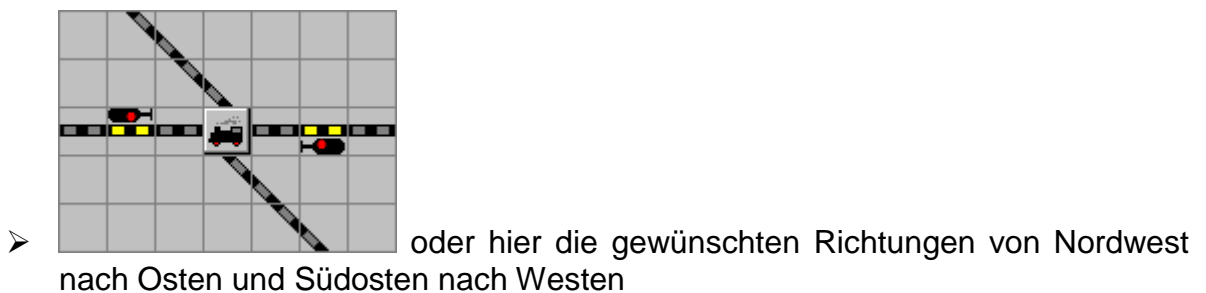 ➢ oder hier die gewünschten Richtungen von Nordwest
nach Osten und Südosten nach Westen